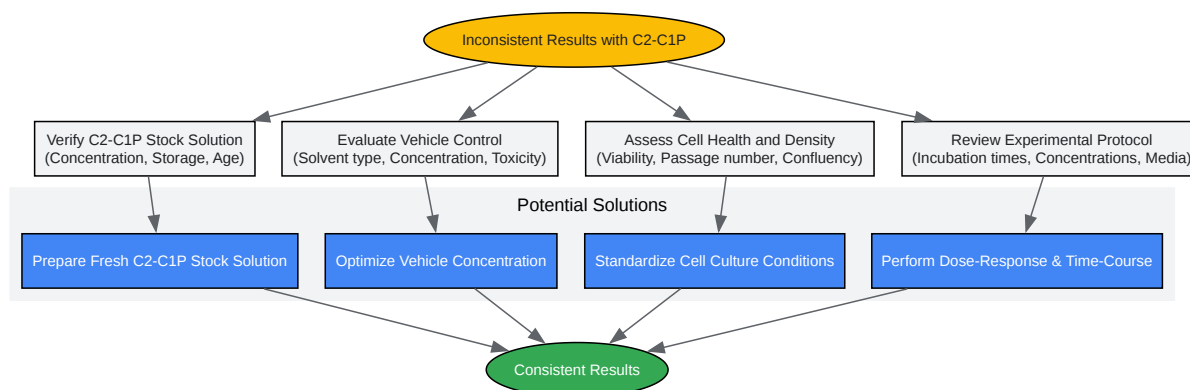 Inconsistent Results with C2-C1P
Verify C2-C1P Stock Solution
(Concentration, Storage, Age)
Evaluate Vehicle Control
(Solvent type, Concentration, Toxicity)
Assess Cell Health and Density
(Viability, Passage number, Confluency)
Review Experimental Protocol
(Incubation times, Concentrations, Media)
Potential Solutions
Prepare Fresh C2-C1P Stock Solution
Optimize Vehicle Concentration
Standardize Cell Culture Conditions
Perform Dose-Response & Time-Course
Consistent Results